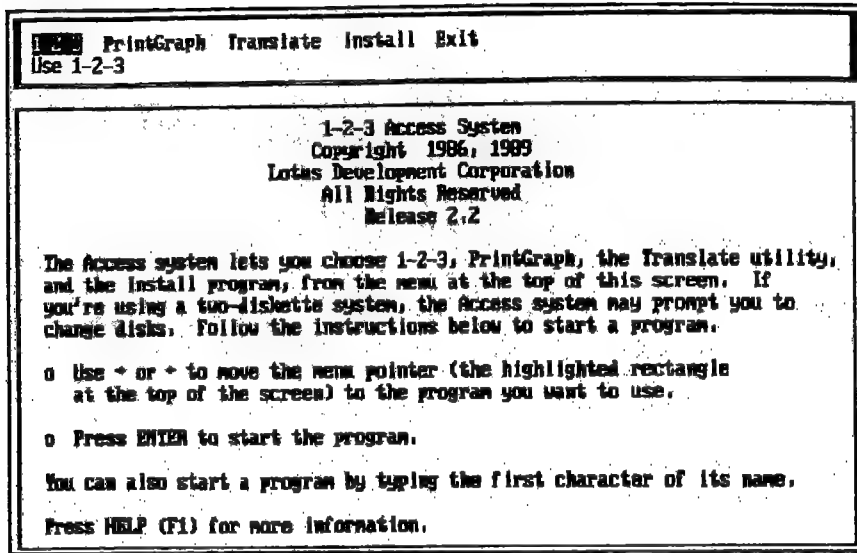 1-2-3 PrintGraph Translate Install Exit
Use 1-2-3
1-2-3 Access System
Copyright 1986, 1989
Lotus Development Corporation
All Rights Reserved
Release 2.2
The Access system lets you choose 1-2-3, PrintGraph, the Translate utility,
and the Install program, from the menu at the top of this screen. If
you're using a two-diskette system, the Access system may prompt you to
change disks. Follow the instructions below to start a program.
o Use or to move the menu pointer (the highlighted rectangle
at the top of the screen) to the program you want to use.
o Press ENTER to start the program.
You can also start a program by typing the first character of its name.
Press HELP (F1) for more information.